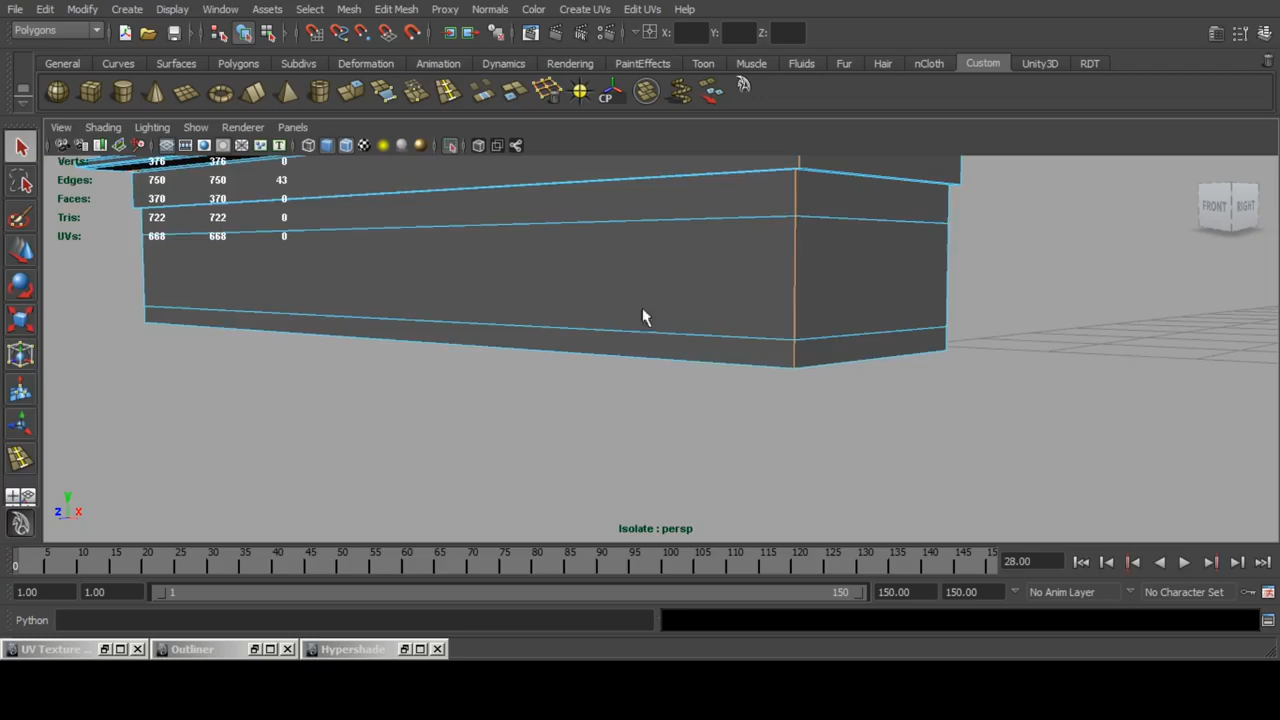 File Edit Modify Create Display Window Assets Select Mesh Edit Mesh Proxy Normals Color Create UVs Edit UVs Help
Polygons X: Y: Z:
General Curves Surfaces Polygons Subdivs Deformation Animation Dynamics Rendering PaintEffects Toon Muscle Fluids Fur Hair nCloth Custom Unity3D RDT
CP
View Shading Lighting Show Renderer Panels
Verts: 376 376 0
Edges: 750 750 43
Faces: 370 370 0
Tris: 722 722 0
UVs: 668 668 0
FRONT RIGHT
y
z x
Isolate : persp
0 5 10 15 20 25 30 35 40 45 50 55 60 65 70 75 80 85 90 95 100 105 110 115 120 125 130 135 140 145 15 28.00
1.00 1.00 1 150 150.00 150.00 No Anim Layer No Character Set
Python
UV Texture ... Outliner Hypershade